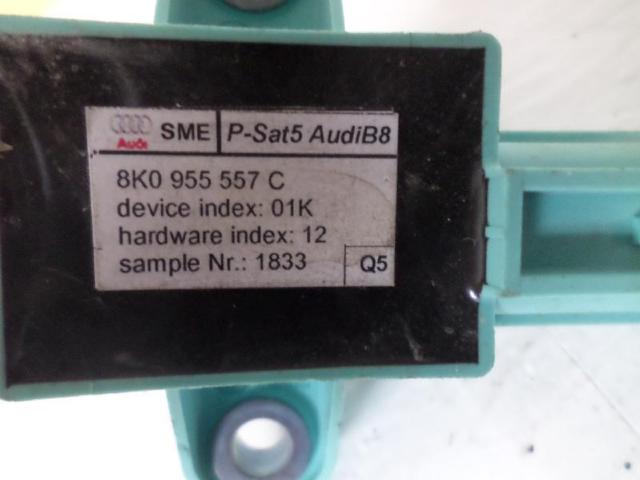 Audi SME P-Sat5 AudiB8
8K0 955 557 C
device index: 01K
hardware index: 12
sample Nr.: 1833 Q5